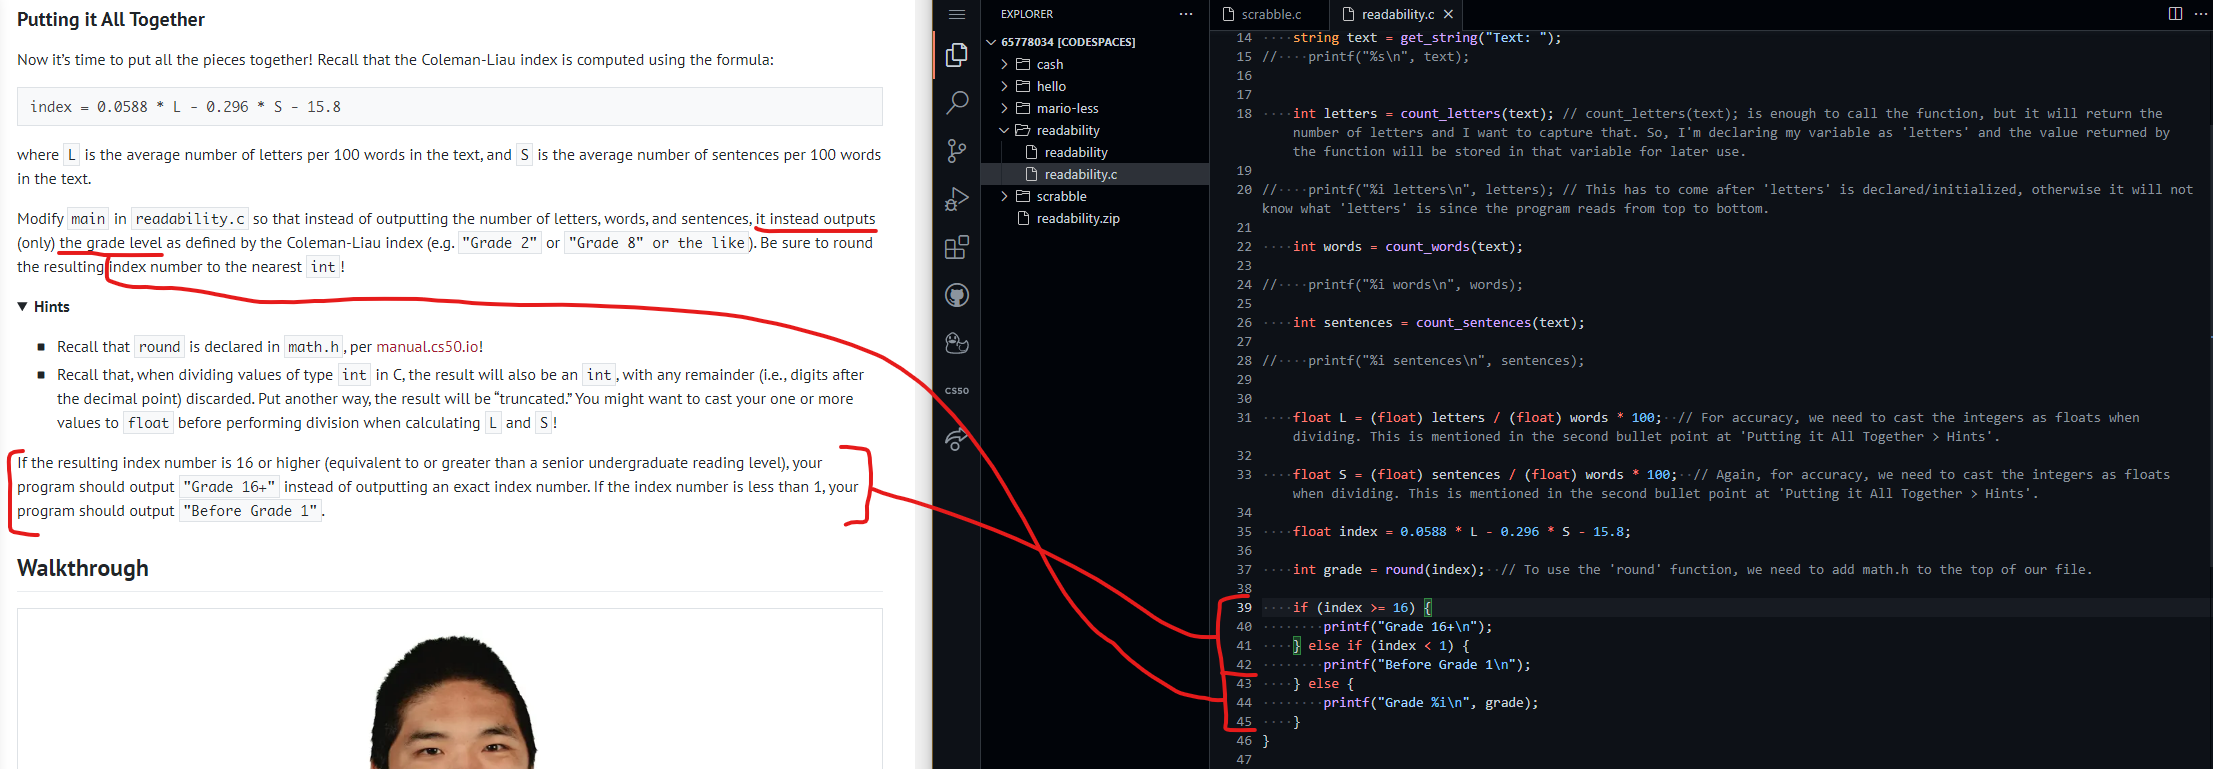 Putting it All Together
Now it's time to put all the pieces together! Recall that the Coleman-Liau index is computed using the formula:
index = 0.0588 * L - 0.296 * S - 15.8
where L is the average number of letters per 100 words in the text, and S is the average number of sentences per 100 words
in the text.
Modify main in readability.c so that instead of outputting the number of letters, words, and sentences, it instead outputs
(only) the grade level as defined by the Coleman-Liau index (e.g. "Grade 2" or "Grade 8" or the like). Be sure to round
the resulting index number to the nearest int!
▼ Hints
■ Recall that round is declared in math.h, per manual.cs50.io!
■ Recall that, when dividing values of type int in C, the result will also be an int, with any remainder (i.e., digits after
the decimal point) discarded. Put another way, the result will be “truncated.” You might want to cast your one or more
values to float before performing division when calculating L and S!
If the resulting index number is 16 or higher (equivalent to or greater than a senior undergraduate reading level), your
program should output "Grade 16+" instead of outputting an exact index number. If the index number is less than 1, your
program should output "Before Grade 1".
Walkthrough
CS50
EXPLORER ···
65778034 [CODESPACES]
cash
hello
mario-less
readability
readability
readability.c
scrabble
readability.zip
scrabble.c readability.c × ···
14 ····string text = get_string("Text: ");
15 //····printf("%s\n", text);
16
17
18 ····int letters = count_letters(text); // count_letters(text); is enough to call the function, but it will return the
number of letters and I want to capture that. So, I'm declaring my variable as 'letters' and the value returned by
the function will be stored in that variable for later use.
19
20 //····printf("%i letters\n", letters); // This has to come after 'letters' is declared/initialized, otherwise it will not
know what 'letters' is since the program reads from top to bottom.
21
22 ····int words = count_words(text);
23
24 //····printf("%i words\n", words);
25
26 ····int sentences = count_sentences(text);
27
28 //····printf("%i sentences\n", sentences);
29
30
31 ····float L = (float) letters / (float) words * 100;··// For accuracy, we need to cast the integers as floats when
dividing. This is mentioned in the second bullet point at 'Putting it All Together > Hints'.
32
33 ····float S = (float) sentences / (float) words * 100;··// Again, for accuracy, we need to cast the integers as floats
when dividing. This is mentioned in the second bullet point at 'Putting it All Together > Hints'.
34
35 ····float index = 0.0588 * L - 0.296 * S - 15.8;
36
37 ····int grade = round(index);··// To use the 'round' function, we need to add math.h to the top of our file.
38
39 ····if (index >= 16) {
40 ········printf("Grade 16+\n");
41 ····} else if (index < 1) {
42 ········printf("Before Grade 1\n");
43 ····} else {
44 ········printf("Grade %i\n", grade);
45 ····}
46 }
47